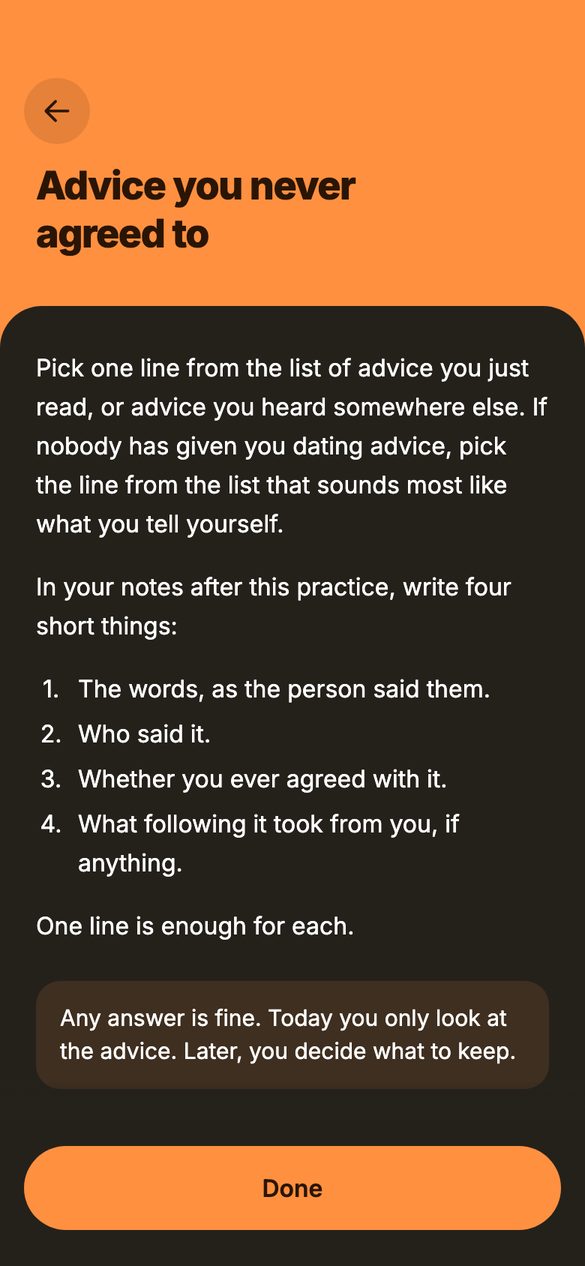 Advice you never
agreed to
Pick one line from the list of advice you just
read, or advice you heard somewhere else. If
nobody has given you dating advice, pick
the line from the list that sounds most like
what you tell yourself.
In your notes after this practice, write four
short things:
1. The words, as the person said them.
2. Who said it.
3. Whether you ever agreed with it.
4. What following it took from you, if
anything.
One line is enough for each.
Any answer is fine. Today you only look at
the advice. Later, you decide what to keep.
Done